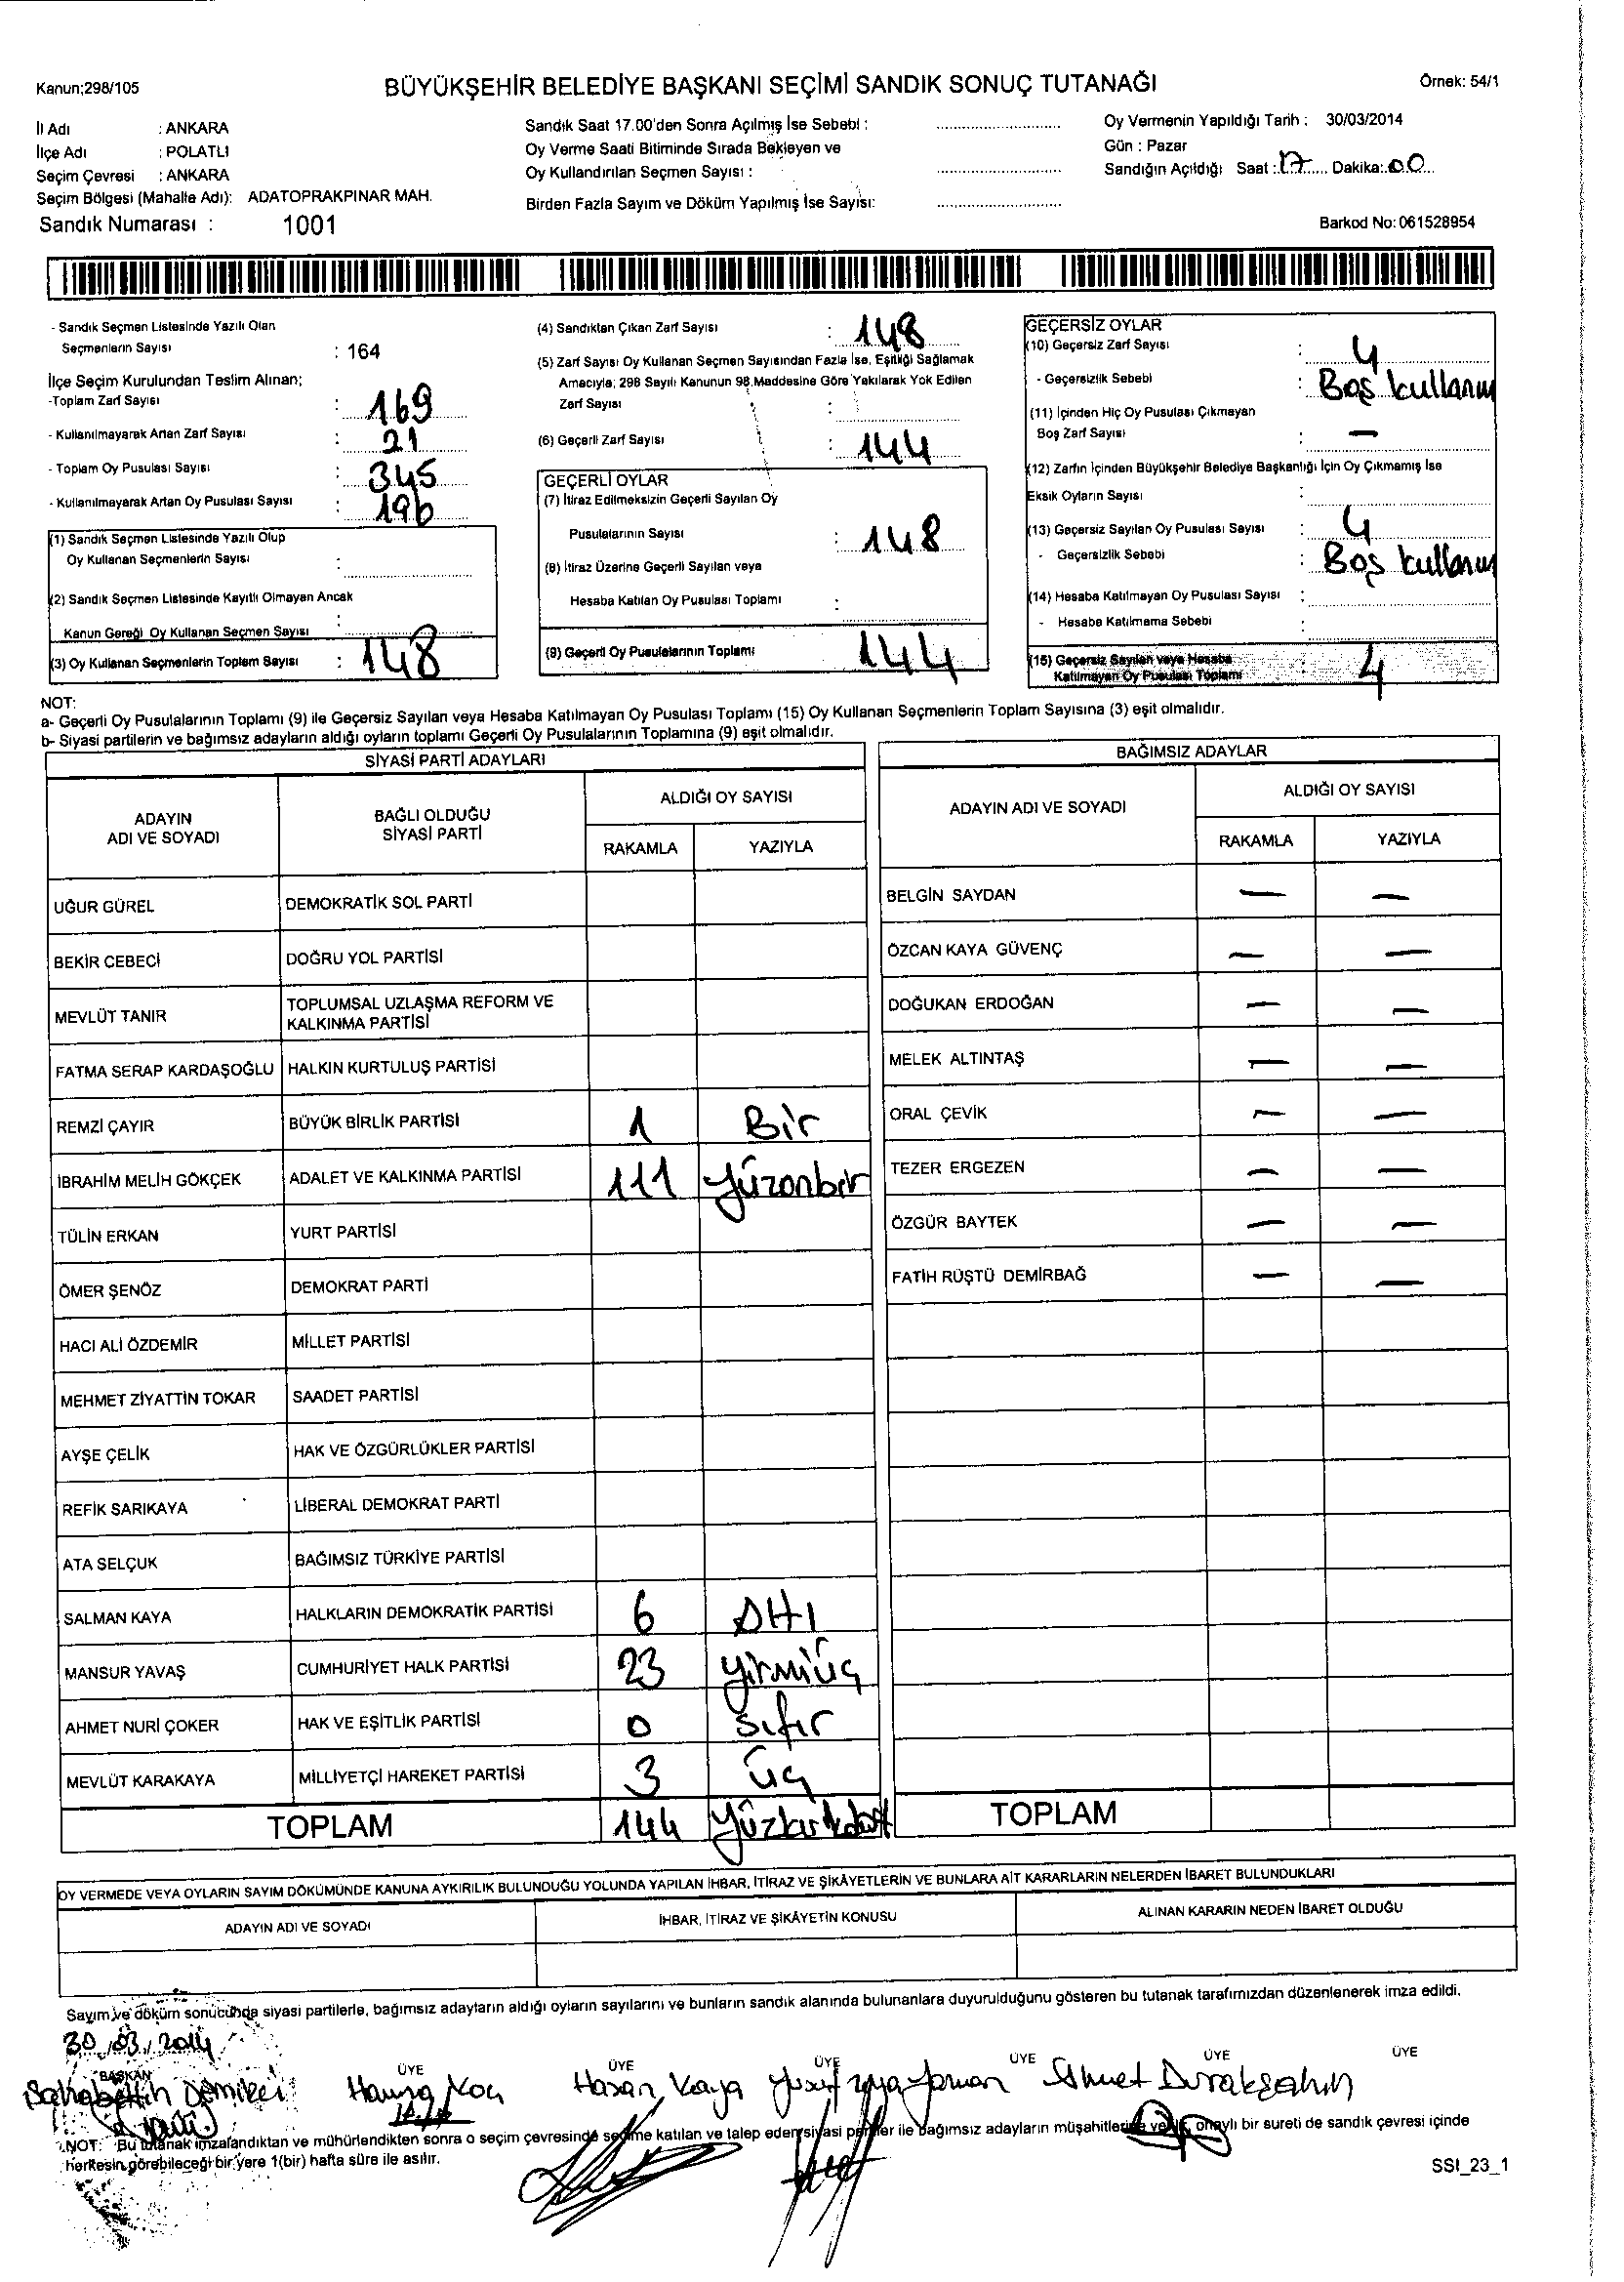 Kanun;298/105
BÜYÜKŞEHİR BELEDİYE BAŞKANI SEÇİMİ SANDIK SONUÇ TUTANAĞI
Örnek: 54/1
İl Adı : ANKARA
İlçe Adı : POLATLI
Seçim Çevresi : ANKARA
Seçim Bölgesi (Mahalle Adı): ADATOPRAKPINAR MAH.
Sandık Numarası : 1001
Sandık Saat 17.00'den Sonra Açılmış İse Sebebi :
Oy Verme Saati Bitiminde Sırada Bekleyen ve
Oy Kullandırılan Seçmen Sayısı :
Birden Fazla Sayım ve Döküm Yapılmış İse Sayısı:
Oy Vermenin Yapıldığı Tarih : 30/03/2014
Gün : Pazar
Sandığın Açıldığı Saat : 17 Dakika: 00
Barkod No: 061528954
- Sandık Seçmen Listesinde Yazılı Olan
Seçmenlerin Sayısı : 164
İlçe Seçim Kurulundan Teslim Alınan;
-Toplam Zarf Sayısı : 169
- Kullanılmayarak Artan Zarf Sayısı : 21
- Toplam Oy Pusulası Sayısı : 345
- Kullanılmayarak Artan Oy Pusulası Sayısı : 196
(1) Sandık Seçmen Listesinde Yazılı Olup
Oy Kullanan Seçmenlerin Sayısı :
(2) Sandık Seçmen Listesinde Kayıtlı Olmayan Ancak
Kanun Gereği Oy Kullanan Seçmen Sayısı :
(3) Oy Kullanan Seçmenlerin Toplam Sayısı : 148
(4) Sandıktan Çıkan Zarf Sayısı : 148
(5) Zarf Sayısı Oy Kullanan Seçmen Sayısından Fazla İse, Eşitliği Sağlamak
Amacıyla; 298 Sayılı Kanunun 98.Maddesine Göre Yakılarak Yok Edilen
Zarf Sayısı :
(6) Geçerli Zarf Sayısı : 144
GEÇERLİ OYLAR
(7) İtiraz Edilmeksizin Geçerli Sayılan Oy
Pusulalarının Sayısı : 148
(8) İtiraz Üzerine Geçerli Sayılan veya
Hesaba Katılan Oy Pusulası Toplamı :
(9) Geçerli Oy Pusulalarının Toplamı 144
GEÇERSİZ OYLAR
(10) Geçersiz Zarf Sayısı : 4
- Geçersizlik Sebebi : Boş kullanım
(11) İçinden Hiç Oy Pusulası Çıkmayan
Boş Zarf Sayısı : —
(12) Zarfın İçinden Büyükşehir Belediye Başkanlığı İçin Oy Çıkmamış İse
Eksik Oyların Sayısı :
(13) Geçersiz Sayılan Oy Pusulası Sayısı : 4
- Geçersizlik Sebebi : Boş kullanım
(14) Hesaba Katılmayan Oy Pusulası Sayısı :
- Hesaba Katılmama Sebebi :
(15) Geçersiz Sayılan veya Hesaba
Katılmayan Oy Pusulası Toplamı : 4
NOT:
a- Geçerli Oy Pusulalarının Toplamı (9) ile Geçersiz Sayılan veya Hesaba Katılmayan Oy Pusulası Toplamı (15) Oy Kullanan Seçmenlerin Toplam Sayısına (3) eşit olmalıdır.
b- Siyasi partilerin ve bağımsız adayların aldığı oyların toplamı Geçerli Oy Pusulalarının Toplamına (9) eşit olmalıdır.
SİYASİ PARTİ ADAYLARI
ADAYIN ADI VE SOYADI
BAĞLI OLDUĞU SİYASİ PARTİ
ALDIĞI OY SAYISI
RAKAMLA YAZIYLA
UĞUR GÜREL DEMOKRATİK SOL PARTİ
BEKİR CEBECİ DOĞRU YOL PARTİSİ
MEVLÜT TANIR TOPLUMSAL UZLAŞMA REFORM VE KALKINMA PARTİSİ
FATMA SERAP KARDAŞOĞLU HALKIN KURTULUŞ PARTİSİ
REMZİ ÇAYIR BÜYÜK BİRLİK PARTİSİ 1 Bir
İBRAHİM MELİH GÖKÇEK ADALET VE KALKINMA PARTİSİ 111 yüzonbir
TÜLİN ERKAN YURT PARTİSİ
ÖMER ŞENÖZ DEMOKRAT PARTİ
HACI ALİ ÖZDEMİR MİLLET PARTİSİ
MEHMET ZİYATTİN TOKAR SAADET PARTİSİ
AYŞE ÇELİK HAK VE ÖZGÜRLÜKLER PARTİSİ
REFİK SARIKAYA LİBERAL DEMOKRAT PARTİ
ATA SELÇUK BAĞIMSIZ TÜRKİYE PARTİSİ
SALMAN KAYA HALKLARIN DEMOKRATİK PARTİSİ 6 Altı
MANSUR YAVAŞ CUMHURİYET HALK PARTİSİ 23 yirmiüç
AHMET NURİ ÇOKER HAK VE EŞİTLİK PARTİSİ 0 sıfır
MEVLÜT KARAKAYA MİLLİYETÇİ HAREKET PARTİSİ 3 üç
TOPLAM 144 yüzkırkdört
BAĞIMSIZ ADAYLAR
ADAYIN ADI VE SOYADI
ALDIĞI OY SAYISI
RAKAMLA YAZIYLA
BELGİN SAYDAN — —
ÖZCAN KAYA GÜVENÇ — —
DOĞUKAN ERDOĞAN — —
MELEK ALTINTAŞ — —
ORAL ÇEVİK — —
TEZER ERGEZEN — —
ÖZGÜR BAYTEK — —
FATİH RÜŞTÜ DEMİRBAĞ — —
TOPLAM
OY VERMEDE VEYA OYLARIN SAYIM DÖKÜMÜNDE KANUNA AYKIRILIK BULUNDUĞU YOLUNDA YAPILAN İHBAR, İTİRAZ VE ŞİKÂYETLERİN VE BUNLARA AİT KARARLARIN NELERDEN İBARET BULUNDUKLARI
ADAYIN ADI VE SOYADI İHBAR, İTİRAZ VE ŞİKÂYETİN KONUSU ALINAN KARARIN NEDEN İBARET OLDUĞU
Sayım ve döküm sonucunda siyasi partilerle, bağımsız adayların aldığı oyların sayılarını ve bunların sandık alanında bulunanlara duyurulduğunu gösteren bu tutanak tarafımızdan düzenlenerek imza edildi.
30/03/2014
BAŞKAN ÜYE ÜYE ÜYE ÜYE ÜYE ÜYE
Sahabettin Demirci Hamza Koç Hasan Kaya Yusuf Ziya Yaman Ahmet Durakşahin
NOT: Bu tutanak imzalandıktan ve mühürlendikten sonra o seçim çevresinde seçime katılan ve talep eden siyasi partiler ile bağımsız adayların müşahitlerine verilir, onaylı bir sureti de sandık çevresi içinde
herkesin görebileceği bir yere 1(bir) hafta süre ile asılır.
SSI_23_1